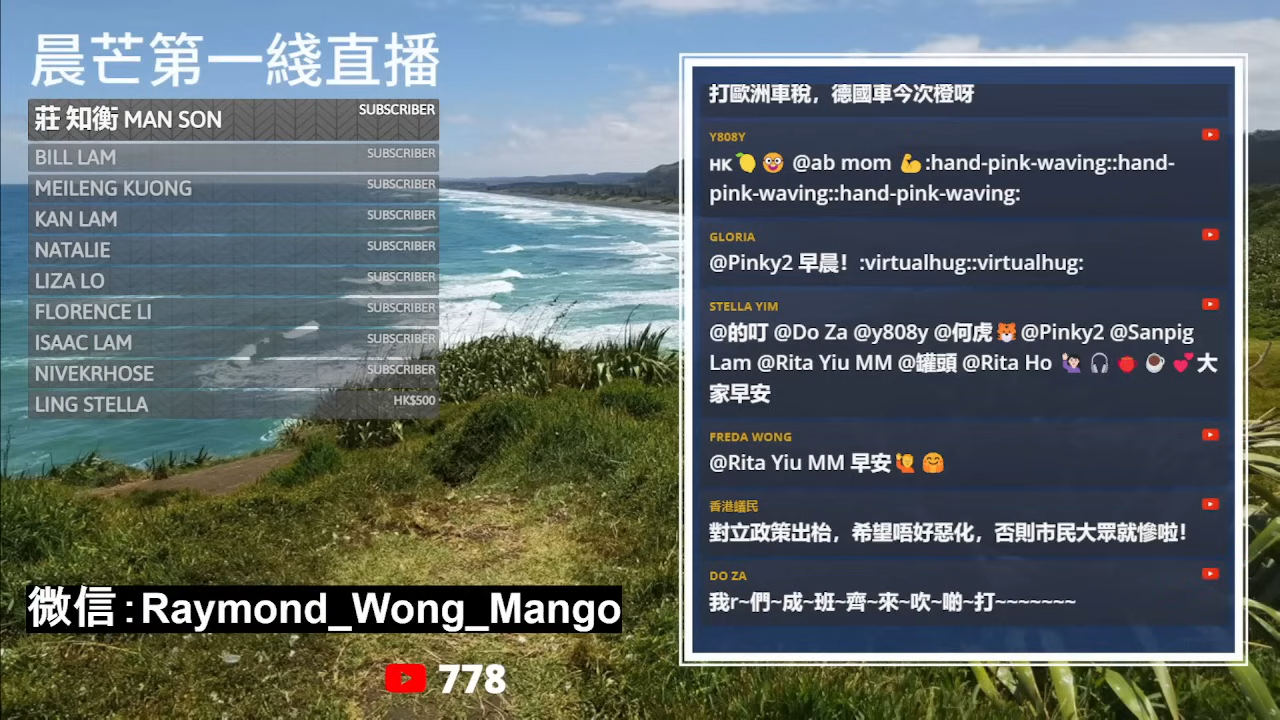 晨芒第一綫直播
莊 知衡 MAN SON SUBSCRIBER
BILL LAM SUBSCRIBER
MEILENG KUONG SUBSCRIBER
KAN LAM SUBSCRIBER
NATALIE SUBSCRIBER
LIZA LO SUBSCRIBER
FLORENCE LI SUBSCRIBER
ISAAC LAM SUBSCRIBER
NIVEKRHOSE SUBSCRIBER
LING STELLA HK$500
微信:Raymond_Wong_Mango
778
打歐洲車稅，德國車今次橙呀
Y808Y
HK🍋🤓 @ab mom 💪:hand-pink-waving::hand-
pink-waving::hand-pink-waving:
GLORIA
@Pinky2 早晨！:virtualhug::virtualhug:
STELLA YIM
@的叮 @Do Za @y808y @何虎🐯@Pinky2 @Sanpig
Lam @Rita Yiu MM @罐頭 @Rita Ho 🙋🏻‍♀️ 🎧 🍅 ☕ 💕大
家早安
FREDA WONG
@Rita Yiu MM 早安🙋🤗
香港蟻民
對立政策出枱，希望唔好惡化，否則市民大眾就慘啦！
DO ZA
我r~們~成~班~齊~來~吹~啲~打~~~~~~~